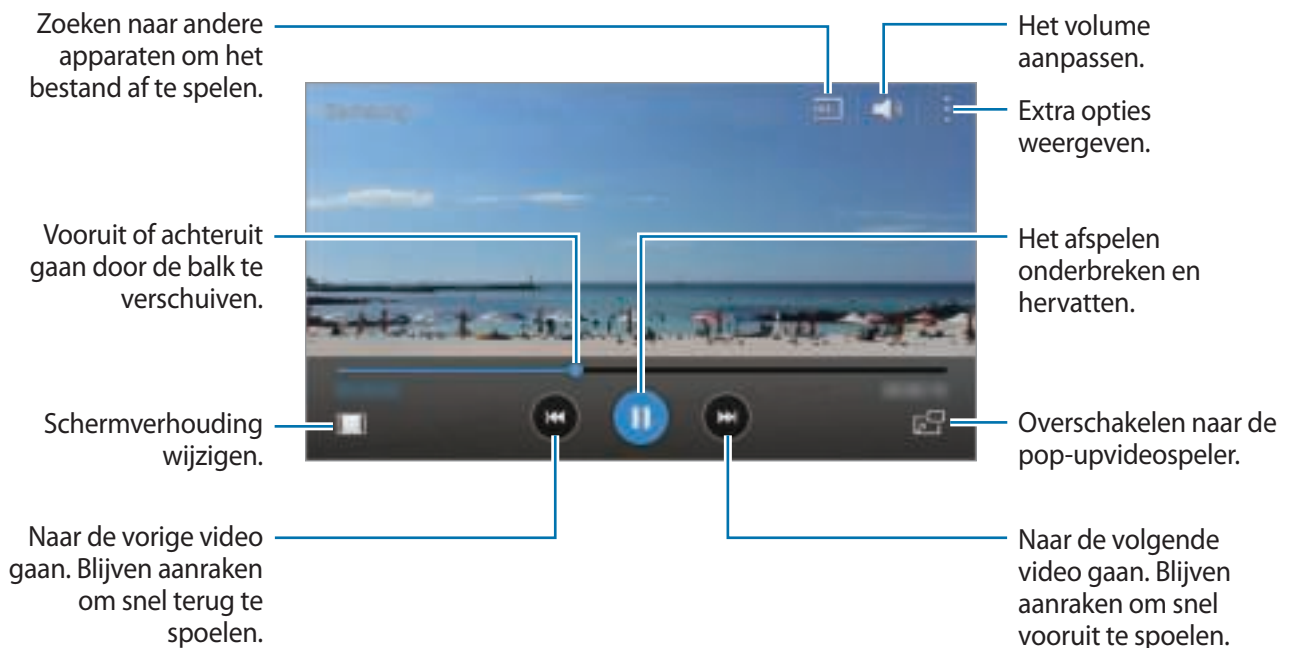 Zoeken naar andere
apparaten om het
bestand af te spelen.
Het volume
aanpassen.
Extra opties
weergeven.
Samsung
Vooruit of achteruit
gaan door de balk te
verschuiven.
Het afspelen
onderbreken en
hervatten.
Schermverhouding
wijzigen.
Overschakelen naar de
pop-upvideospeler.
Naar de vorige video
gaan. Blijven aanraken
om snel terug te
spoelen.
Naar de volgende
video gaan. Blijven
aanraken om snel
vooruit te spoelen.